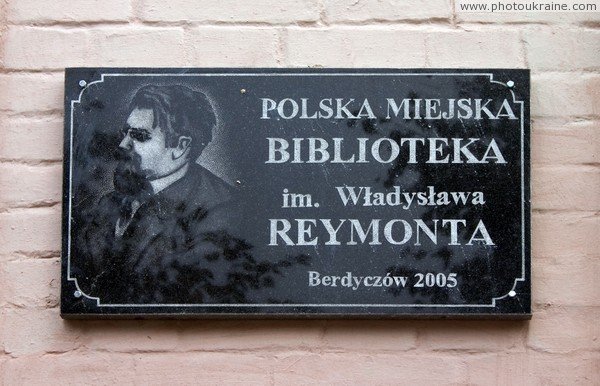 www.photoukraine.com
POLSKA MIEJSKA
BIBLIOTEKA
im. Władysława
REYMONTA
Berdyczów 2005